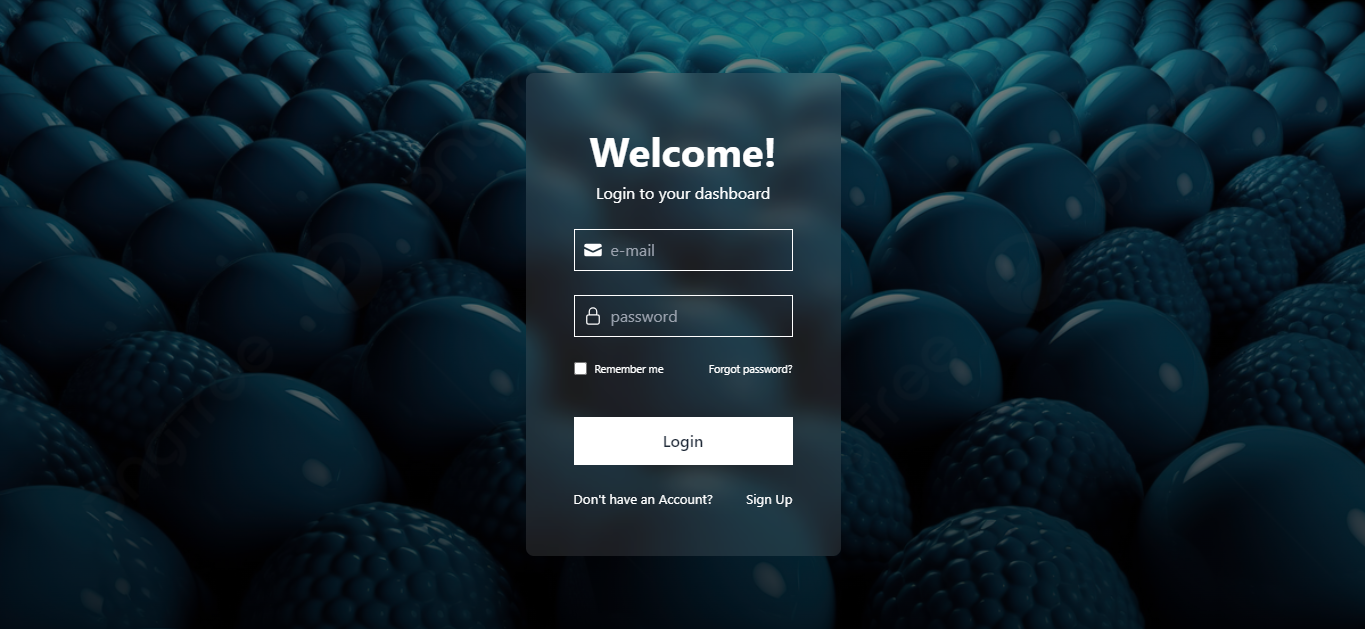 Welcome!
Login to your dashboard
e-mail
password
Remember me Forgot password?
Login
Don't have an Account? Sign Up